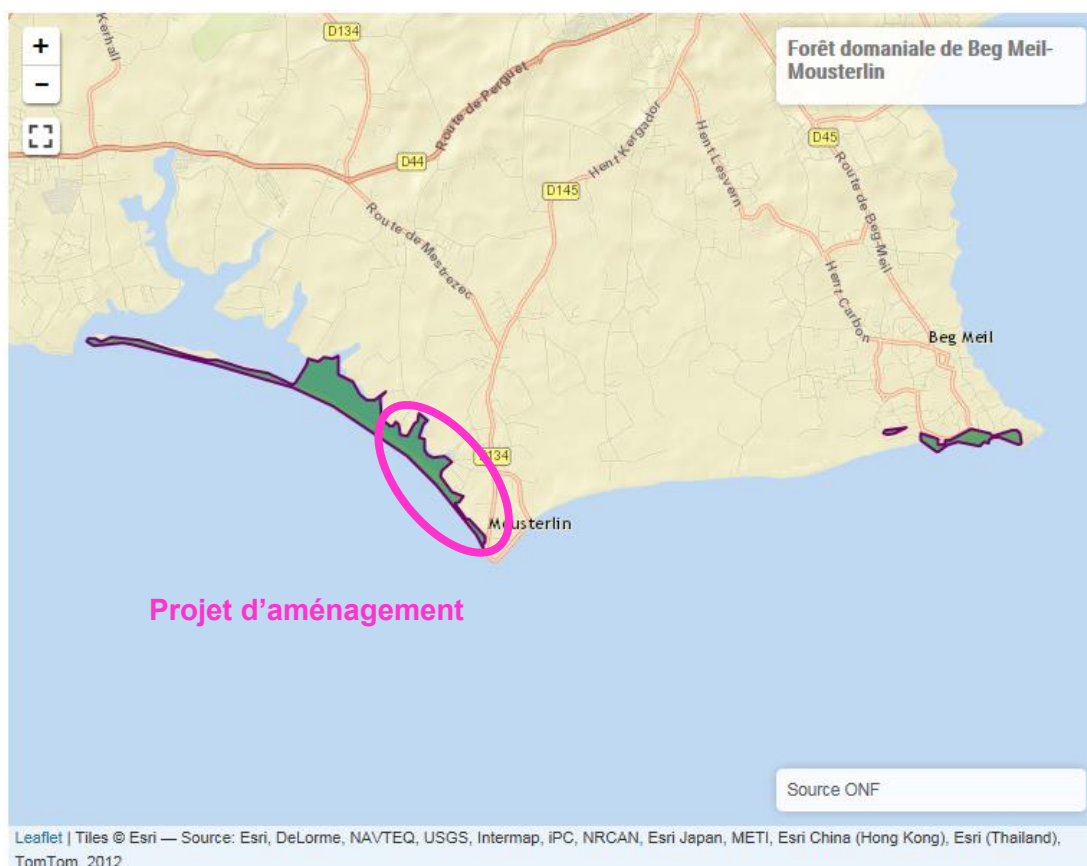 +
−
Kerhall
D134
Route de Perguet
Forêt domaniale de Beg Meil-
Mousterlin
D44
Hent Kergador
Hent Lesvern
D45
D145
Route de Beg-Meil
Route de Mestrezec
Hent Carbon
Beg Meil
D134
Mousterlin
Projet d’aménagement
Source ONF
Leaflet | Tiles © Esri — Source: Esri, DeLorme, NAVTEQ, USGS, Intermap, iPC, NRCAN, Esri Japan, METI, Esri China (Hong Kong), Esri (Thailand),
TomTom, 2012